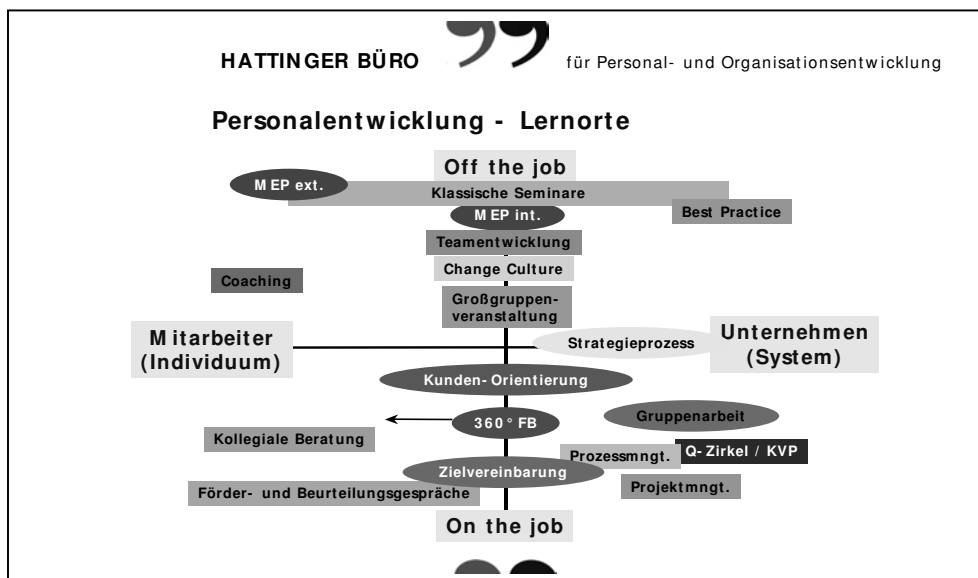 HATTINGER BÜRO
für Personal- und Organisationsentwicklung
Personalentwicklung - Lernorte
Off the job
MEP ext.
Klassische Seminare
MEP int.
Best Practice
Teamentwicklung
Change Culture
Coaching
Großgruppen-
veranstaltung
Mitarbeiter
(Individuum)
Strategieprozess
Unternehmen
(System)
Kunden-Orientierung
Gruppenarbeit
360° FB
Kollegiale Beratung
Prozessmngt.
Q-Zirkel / KVP
Zielvereinbarung
Förder- und Beurteilungsgespräche
Projektmngt.
On the job